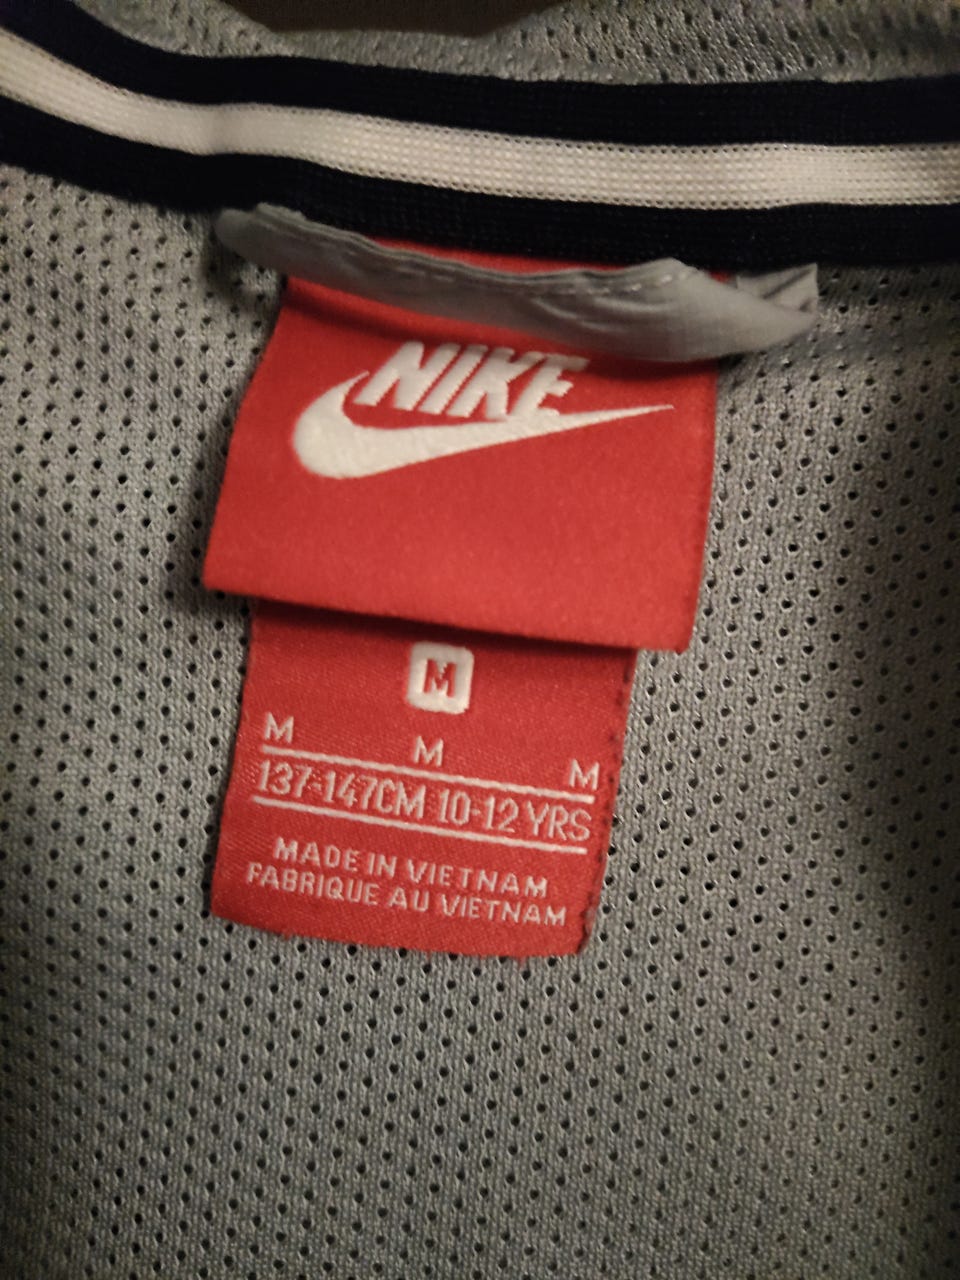 NIKE
M
M M M
137-147CM 10-12 YRS
MADE IN VIETNAM
FABRIQUE AU VIETNAM